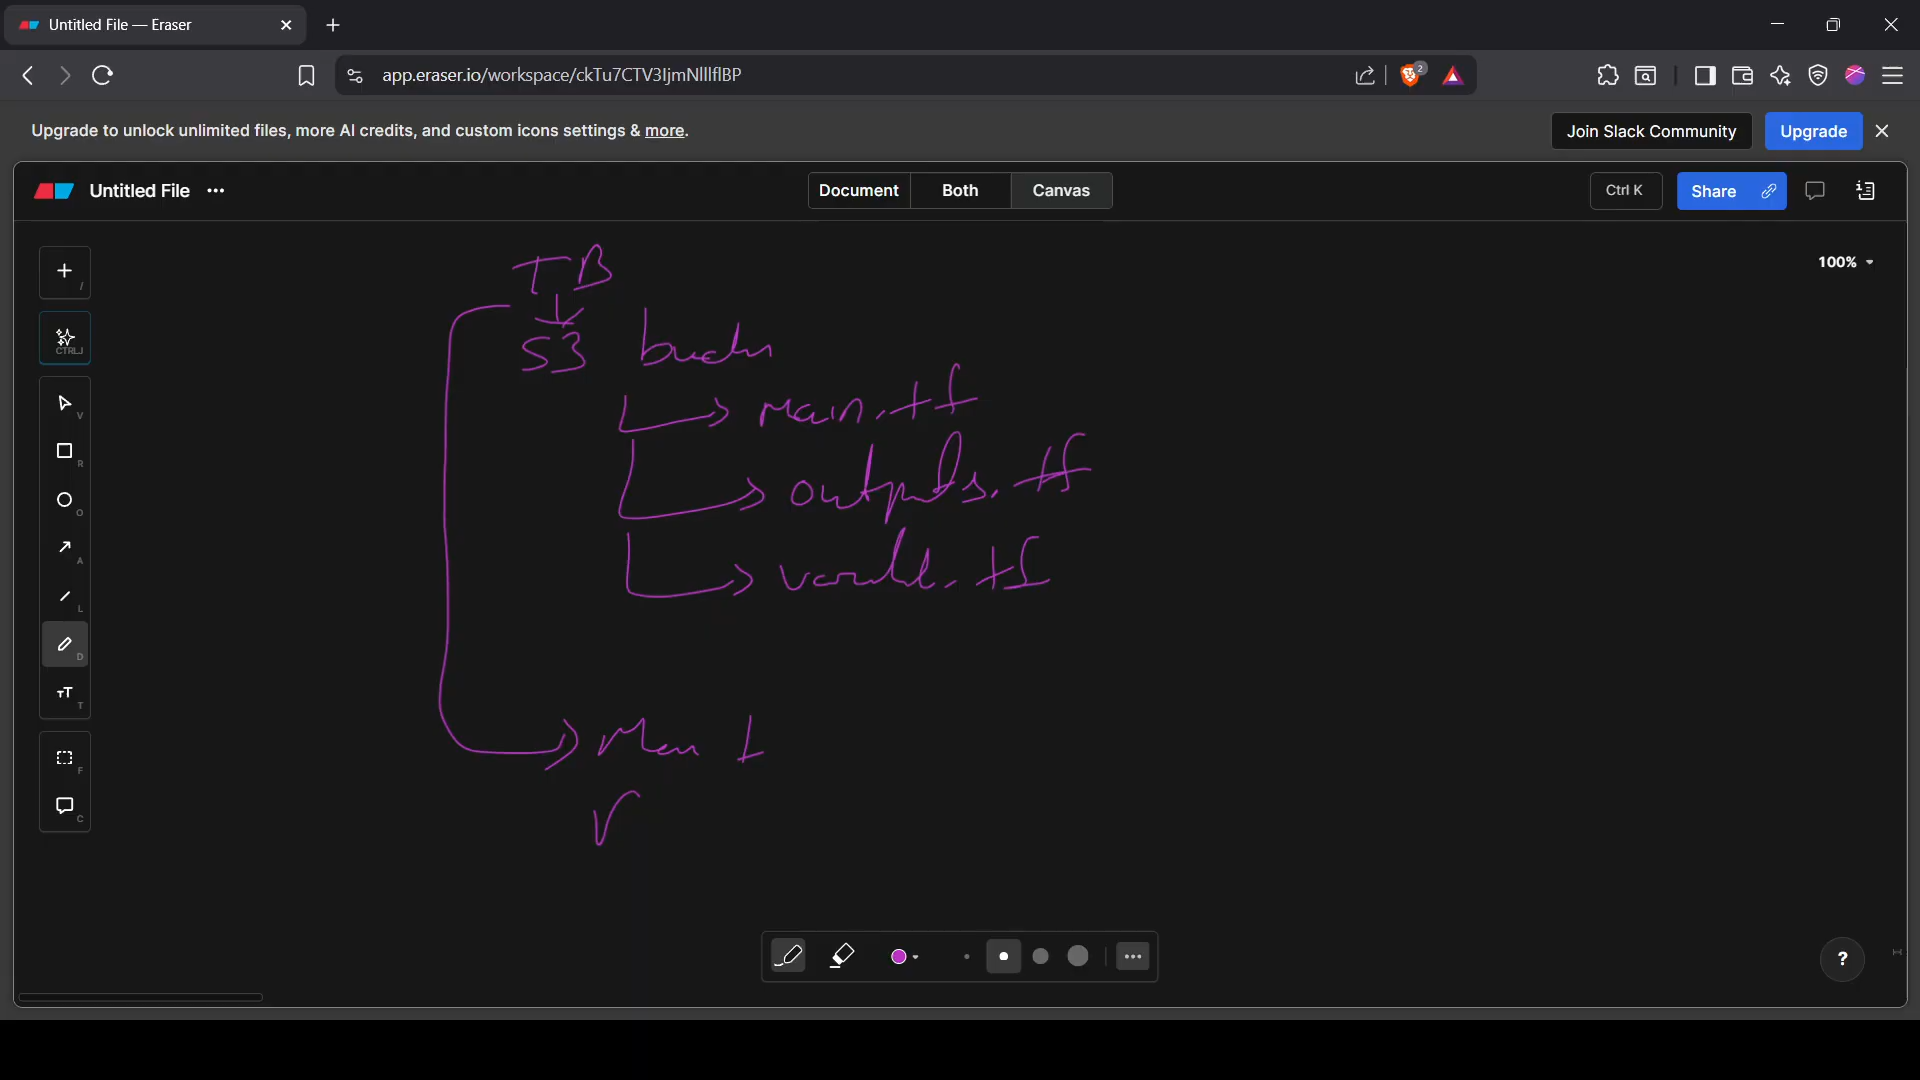 Untitled File — Eraser
app.eraser.io/workspace/ckTu7CTV3ljmNlllflBP
2
Upgrade to unlock unlimited files, more AI credits, and custom icons settings & more.
Join Slack Community
Upgrade
Untitled File
Document
Both
Canvas
Ctrl K
Share
100%
/
CTRL J
V
R
O
A
L
D
T
F
C
TB
S3
main.tf
outputs.tf
.tf
?